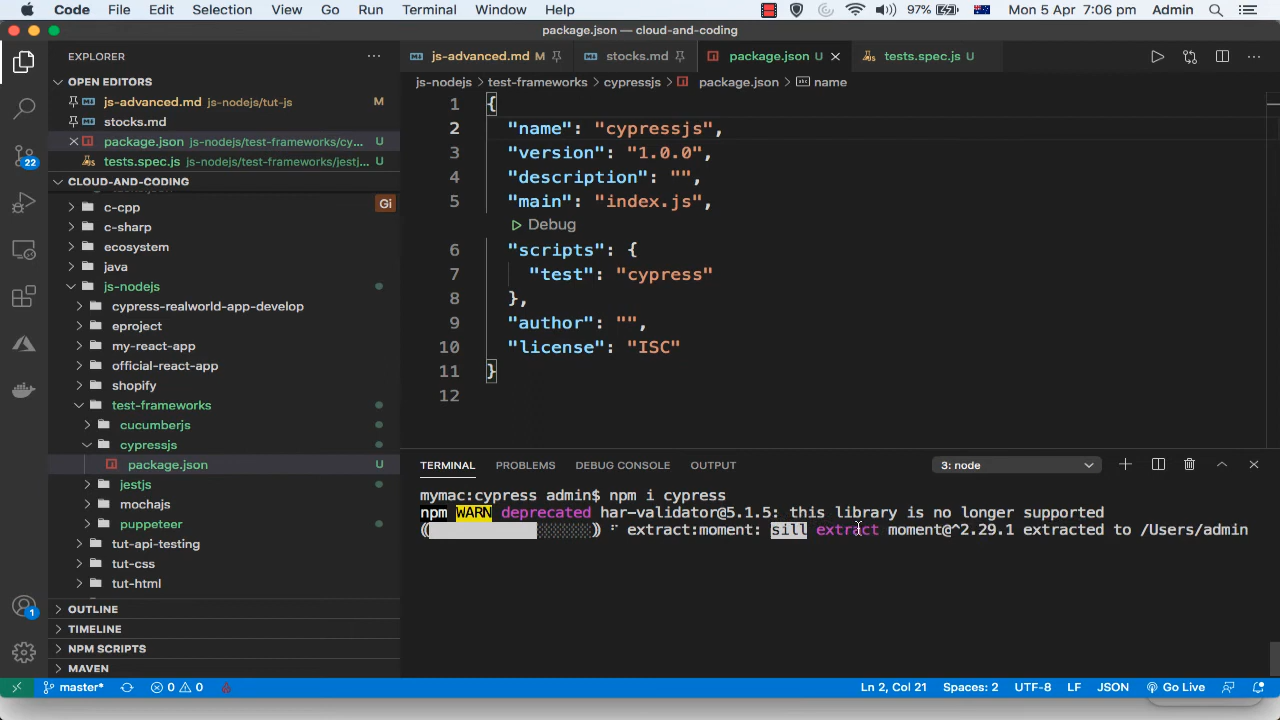 Code File Edit Selection View Go Run Terminal Window Help 97% Mon 5 Apr 7:06 pm Admin
package.json — cloud-and-coding
EXPLORER
OPEN EDITORS
js-advanced.md js-nodejs/tut-js M
stocks.md
package.json js-nodejs/test-frameworks/cy... U
tests.spec.js js-nodejs/test-frameworks/jestj... U
CLOUD-AND-CODING
Gi
c-cpp
c-sharp
ecosystem
java
js-nodejs
cypress-realworld-app-develop
eproject
my-react-app
official-react-app
shopify
test-frameworks
cucumberjs
cypressjs
package.json U
jestjs
mochajs
puppeteer
tut-api-testing
tut-css
tut-html
OUTLINE
TIMELINE
NPM SCRIPTS
MAVEN
22
1
js-advanced.md M stocks.md package.json U tests.spec.js U
js-nodejs > test-frameworks > cypressjs > package.json > name
1 {
2 "name": "cypressjs",
3 "version": "1.0.0",
4 "description": "",
5 "main": "index.js",
Debug
6 "scripts": {
7 "test": "cypress"
8 },
9 "author": "",
10 "license": "ISC"
11 }
12
TERMINAL PROBLEMS DEBUG CONSOLE OUTPUT 3: node
mymac:cypress admin$ npm i cypress
npm WARN deprecated har-validator@5.1.5: this library is no longer supported
extract:moment: sill extract moment@^2.29.1 extracted to /Users/admin
master* 0 0 Ln 2, Col 21 Spaces: 2 UTF-8 LF JSON Go Live